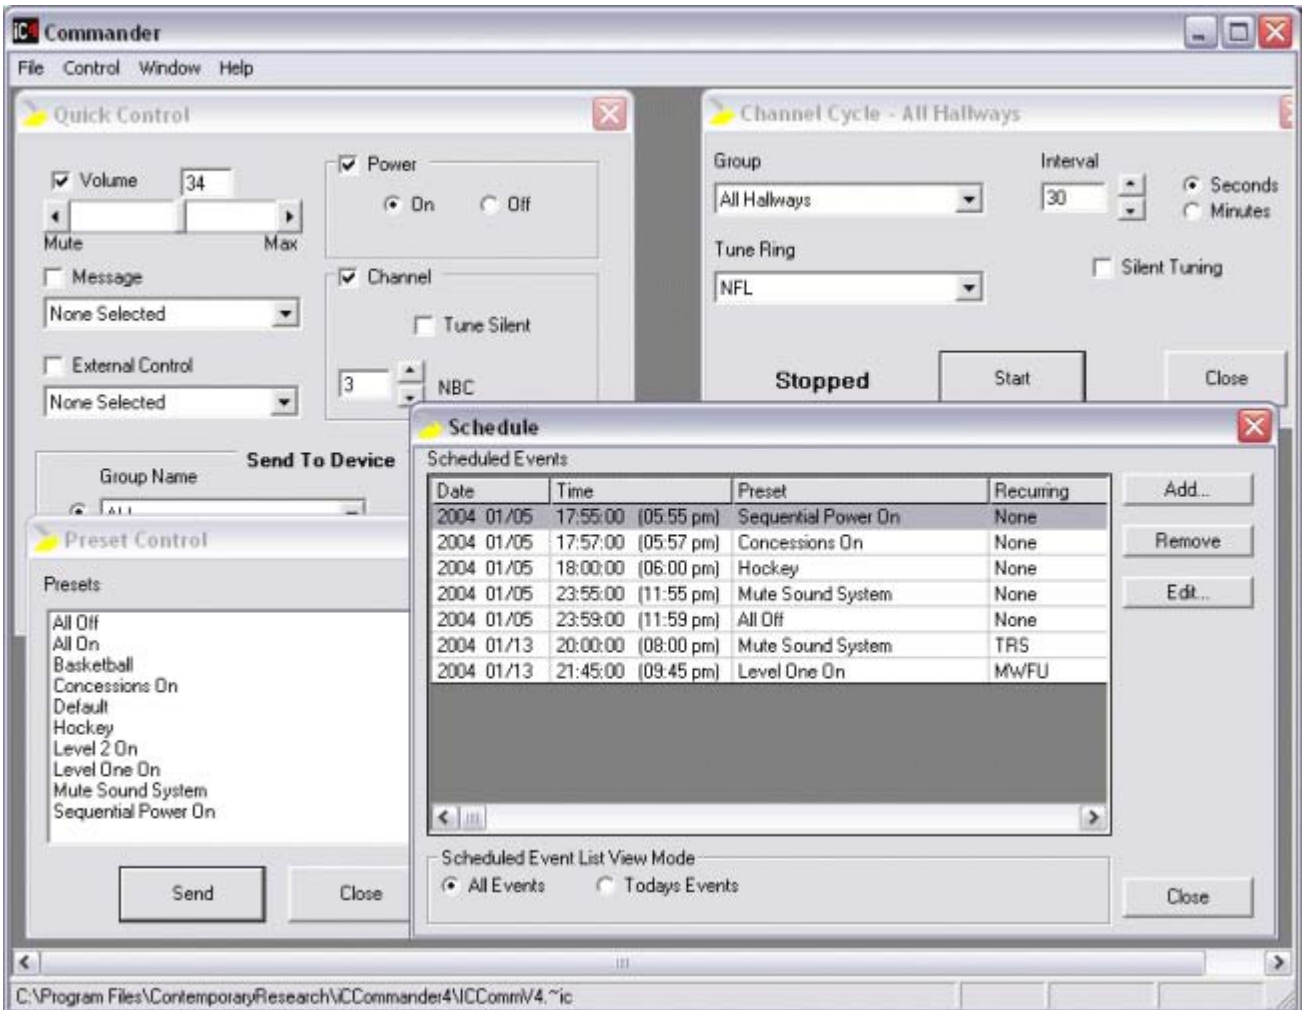 iC Commander
File Control Window Help
Quick Control
Volume 34
Mute Max
Message
None Selected
External Control
None Selected
Power
On Off
Channel
Tune Silent
3 NBC
Send To Device
Group Name
ALL
Channel Cycle - All Hallways
Group
All Hallways
Interval
30
Seconds
Minutes
Tune Ring
NFL
Silent Tuning
Stopped Start Close
Preset Control
Presets
All Off
All On
Basketball
Concessions On
Default
Hockey
Level 2 On
Level One On
Mute Sound System
Sequential Power On
Send Close
Schedule
Scheduled Events
Date Time Preset Recurring
2004 01/05 17:55:00 (05:55 pm) Sequential Power On None
2004 01/05 17:57:00 (05:57 pm) Concessions On None
2004 01/05 18:00:00 (06:00 pm) Hockey None
2004 01/05 23:55:00 (11:55 pm) Mute Sound System None
2004 01/05 23:59:00 (11:59 pm) All Off None
2004 01/13 20:00:00 (08:00 pm) Mute Sound System TRS
2004 01/13 21:45:00 (09:45 pm) Level One On MWFU
Add...
Remove
Edit...
Scheduled Event List View Mode
All Events Todays Events
Close
C:\Program Files\ContemporaryResearch\iCCommander4\ICCommV4.~ic